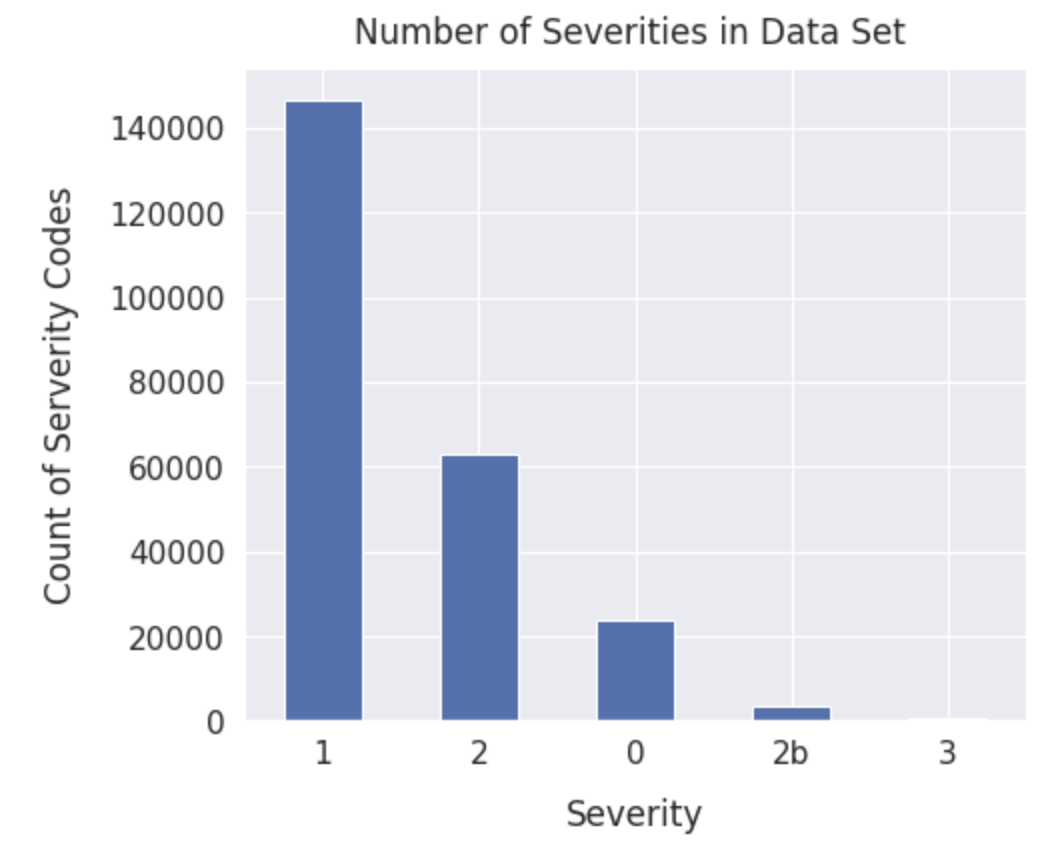 Number of Severities in Data Set
Count of Serverity Codes
140000
120000
100000
80000
60000
40000
20000
0
1 2 0 2b 3
Severity